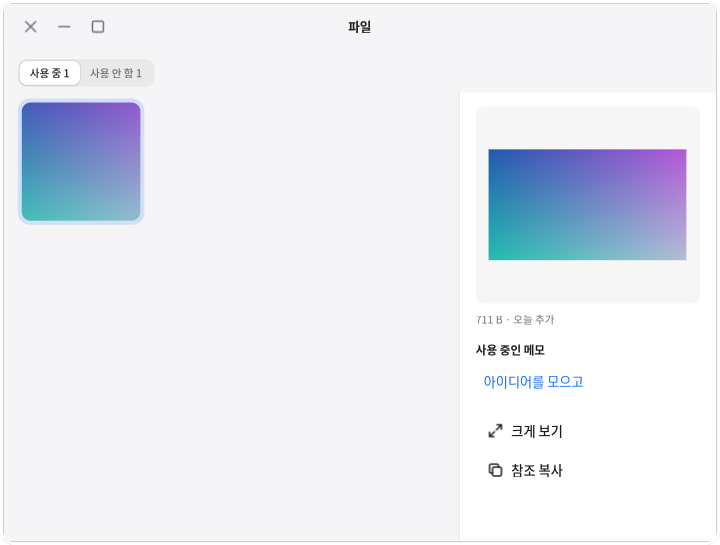 파일
사용 중 1 사용 안 함 1
711 B · 오늘 추가
사용 중인 메모
아이디어를 모으고
크게 보기
참조 복사